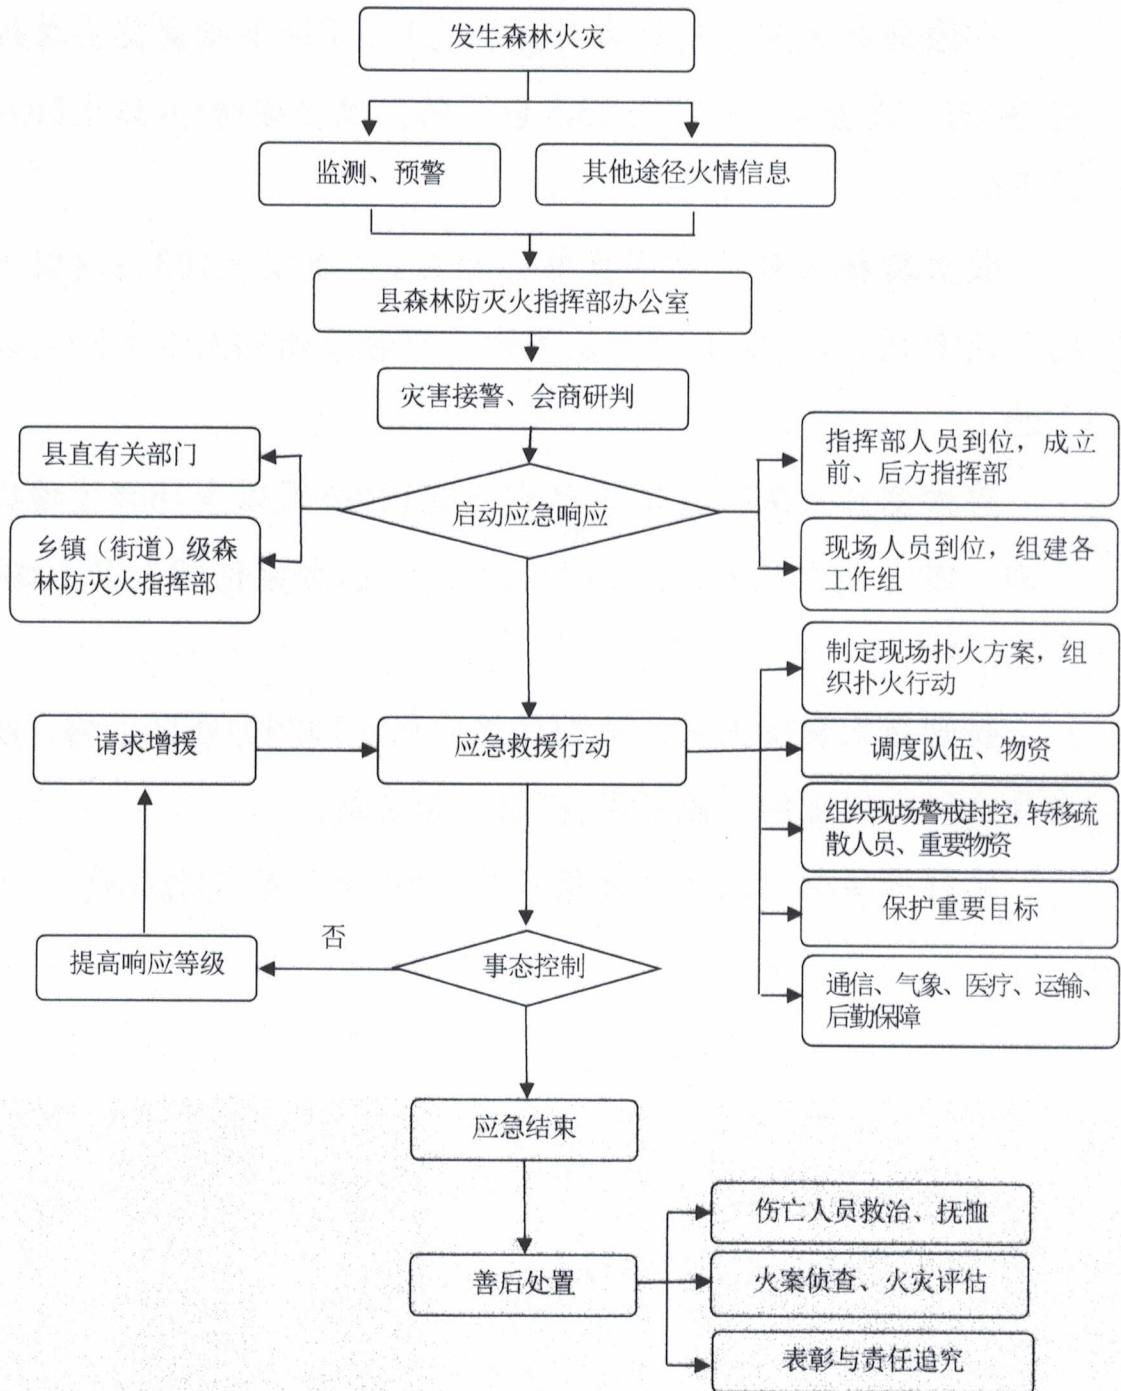 发生森林火灾
监测、预警
其他途径火情信息
县森林防灭火指挥部办公室
灾害接警、会商研判
县直有关部门
乡镇（街道）级森
林防灭火指挥部
启动应急响应
指挥部人员到位，成立
前、后方指挥部
现场人员到位，组建各
工作组
制定现场扑火方案，组
织扑火行动
请求增援
应急救援行动
调度队伍、物资
组织现场警戒封控，转移疏
散人员、重要物资
保护重要目标
否
提高响应等级
事态控制
通信、气象、医疗、运输、
后勤保障
应急结束
伤亡人员救治、抚恤
善后处置
火案侦查、火灾评估
表彰与责任追究